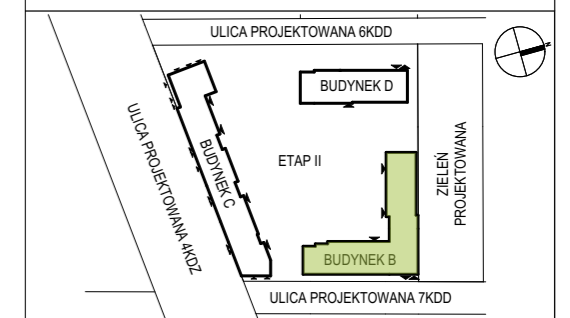 ULICA PROJEKTOWANA 6KDD
BUDYNEK D
ULICA PROJEKTOWANA 4KDZ
BUDYNEK C
ETAP II
ZIELEŃ
PROJEKTOWANA
BUDYNEK B
ULICA PROJEKTOWANA 7KDD